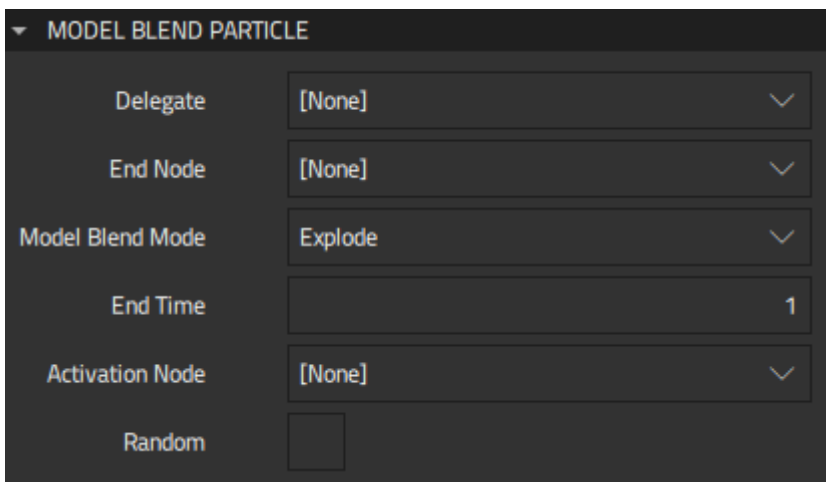 MODEL BLEND PARTICLE
Delegate [None]
End Node [None]
Model Blend Mode Explode
End Time 1
Activation Node [None]
Random